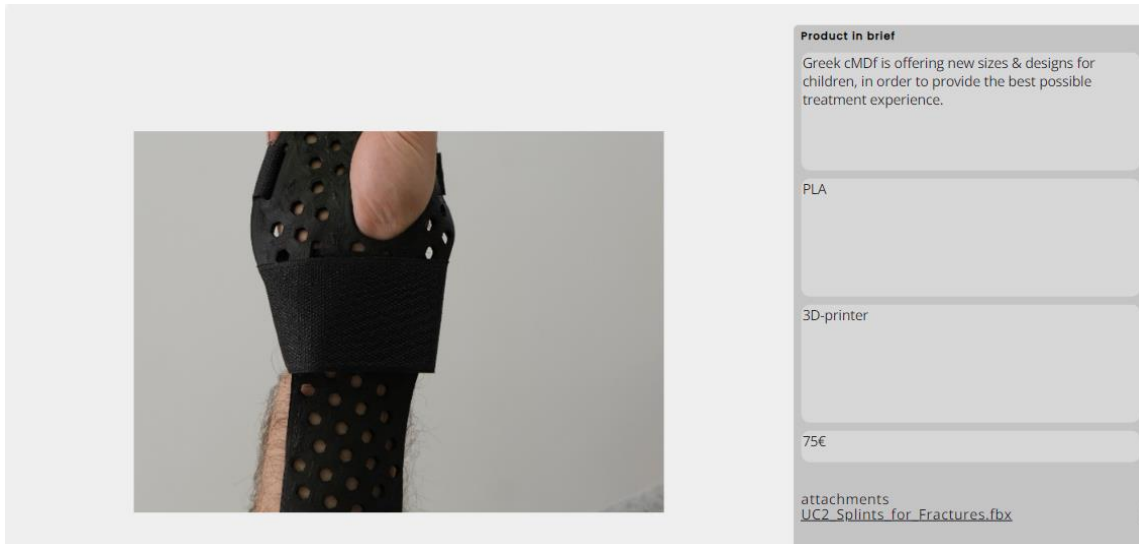 Product in brief
Greek cMDf is offering new sizes & designs for
children, in order to provide the best possible
treatment experience.
PLA
3D-printer
75€
attachments
UC2_Splints_for_Fractures.fbx